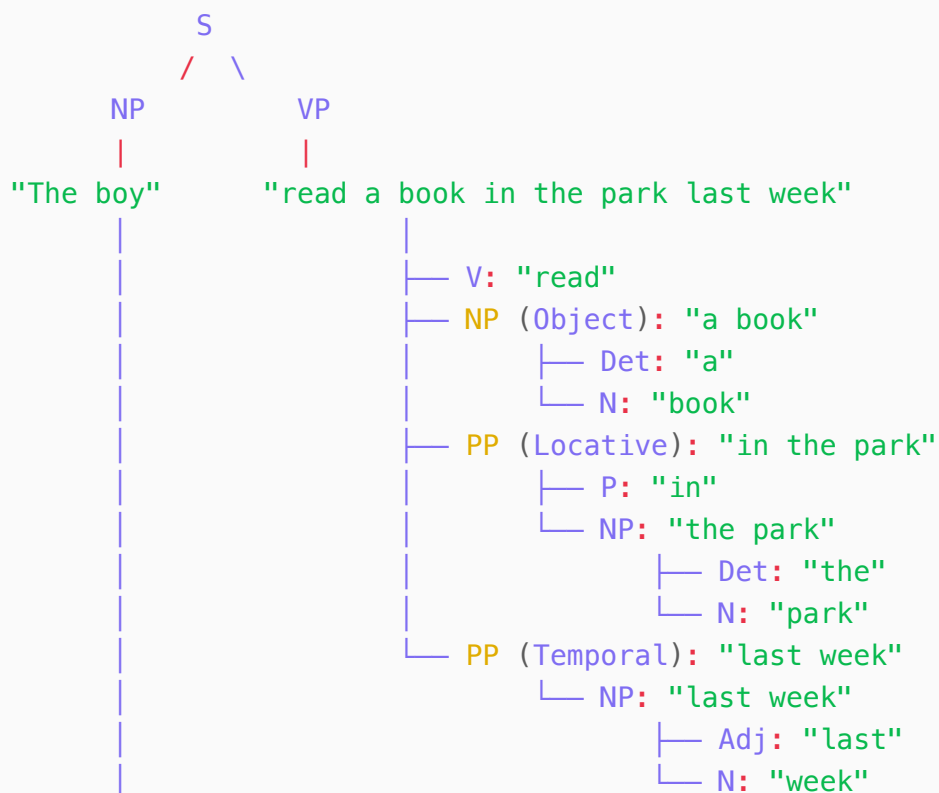 S
/ \
NP VP
| |
"The boy" "read a book in the park last week"
│ │
│ ├── V: "read"
│ ├── NP (Object): "a book"
│ │ ├── Det: "a"
│ │ └── N: "book"
│ ├── PP (Locative): "in the park"
│ │ ├── P: "in"
│ │ └── NP: "the park"
│ │ ├── Det: "the"
│ │ └── N: "park"
│ └── PP (Temporal): "last week"
│ └── NP: "last week"
│ ├── Adj: "last"
│ └── N: "week"